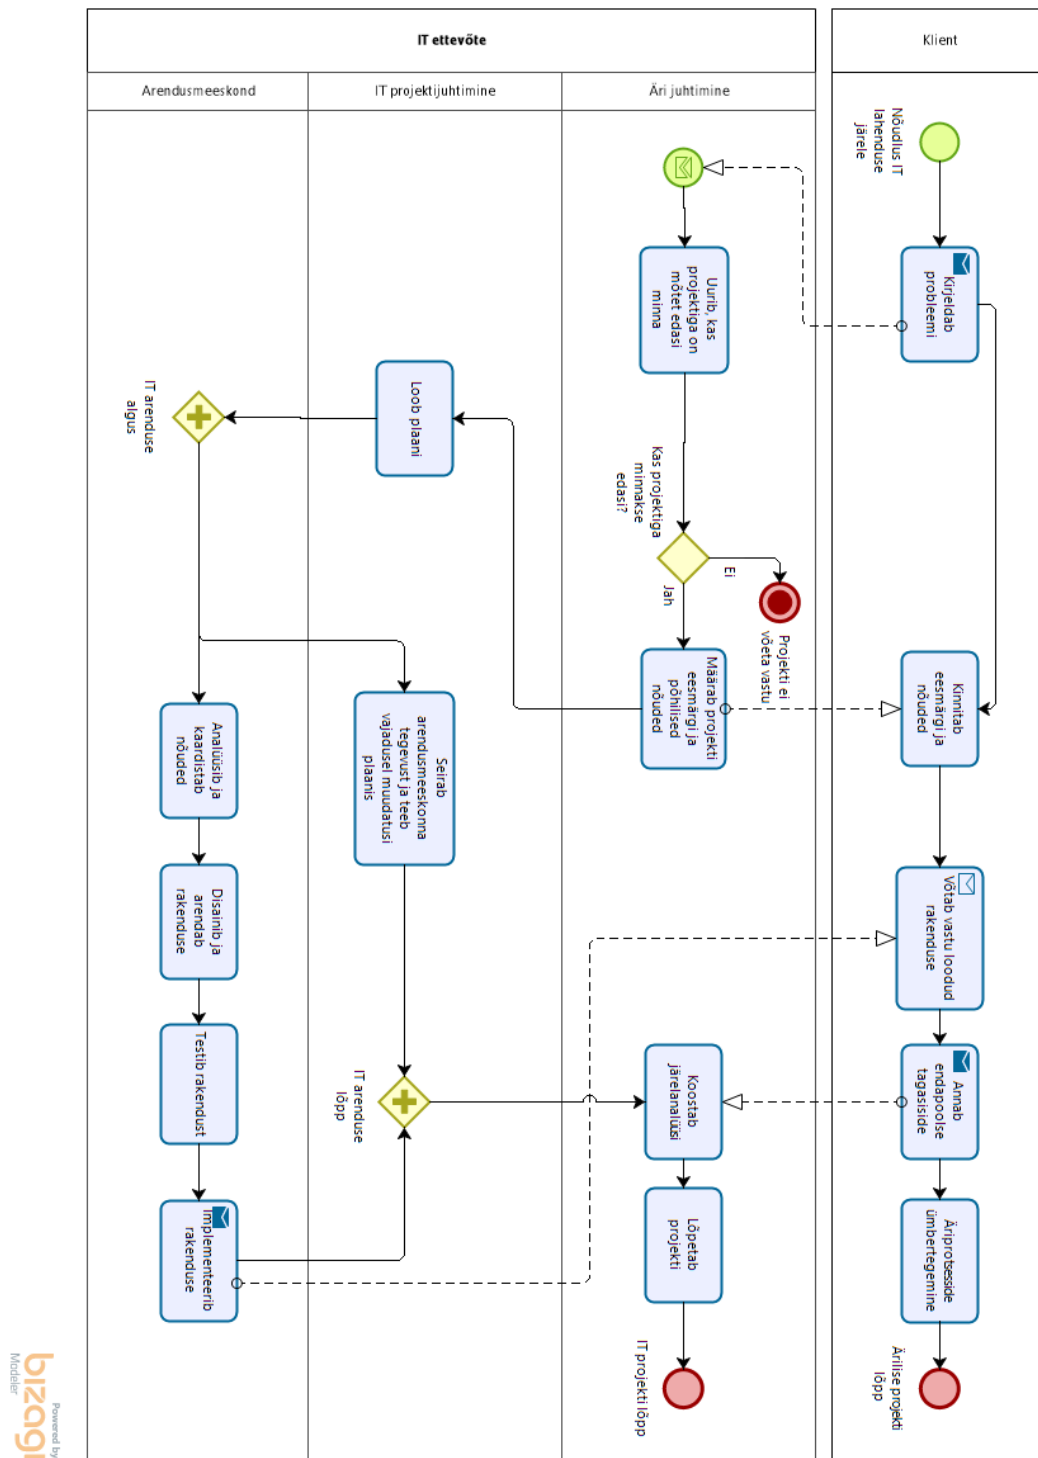 IT ettevõte
Klient
Arendusmeeskond
IT projektijuhtimine
Äri juhtimine
Nõudlus IT
lahenduse
järele
Kirjeldab
probleemi
Uurib, kas
projektiga on
mõtet edasi
minna
Kas projektiga
minnakse
edasi?
Ei
Jah
Projekti ei
võeta vastu
Määrab projekti
eesmärgi ja
põhilised
nõuded
Kinnitab
eesmärgi ja
nõuded
Loob plaani
IT arenduse
algus
Seirab
arendusmeeskonna
tegevust ja teeb
vajadusel muudatusi
plaanis
Analüüsib ja
kaardistab
nõuded
Disainib ja
arendab
rakenduse
Testib rakendust
Implementeerib
rakenduse
IT arenduse
lõpp
Võtab vastu loodud
rakenduse
Annab
endapoolse
tagasiside
Koostab
järelanalüüsi
Lõpetab
projekti
IT projekti lõpp
Äriprotsesside
ümbertegemine
Ärilise projekti
lõpp
Powered by
bizagi
Modeler